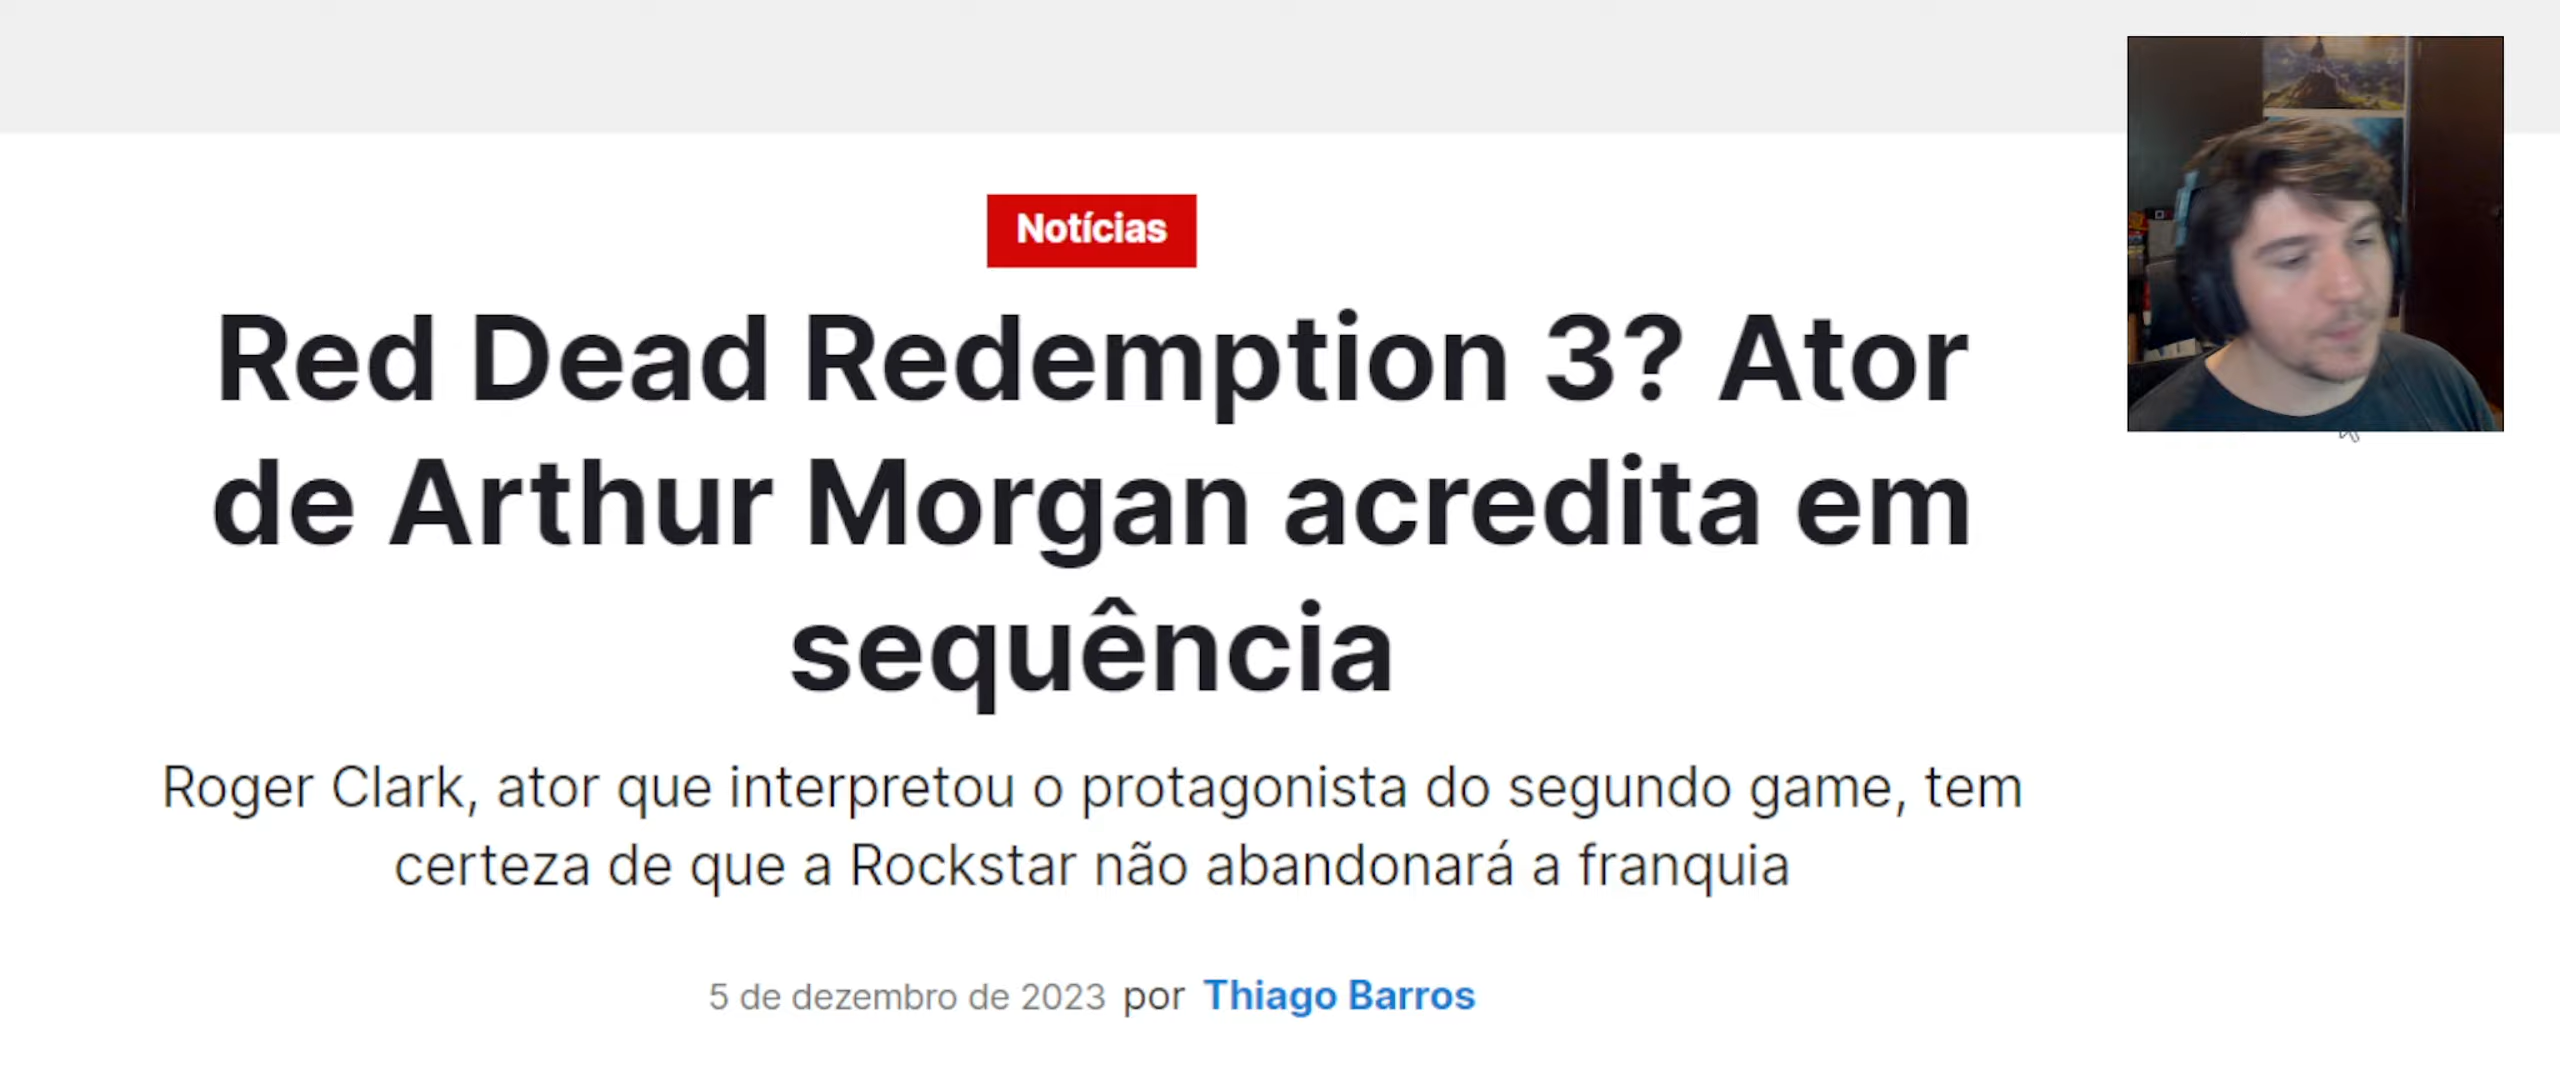 Notícias
Red Dead Redemption 3? Ator
de Arthur Morgan acredita em
sequência
Roger Clark, ator que interpretou o protagonista do segundo game, tem
certeza de que a Rockstar não abandonará a franquia
5 de dezembro de 2023 por Thiago Barros